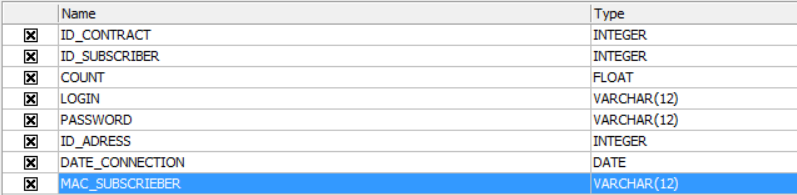 Name Type
ID_CONTRACT INTEGER
ID_SUBSCRIBER INTEGER
COUNT FLOAT
LOGIN VARCHAR(12)
PASSWORD VARCHAR(12)
ID_ADRESS INTEGER
DATE_CONNECTION DATE
MAC_SUBSCRIEBER VARCHAR(12)